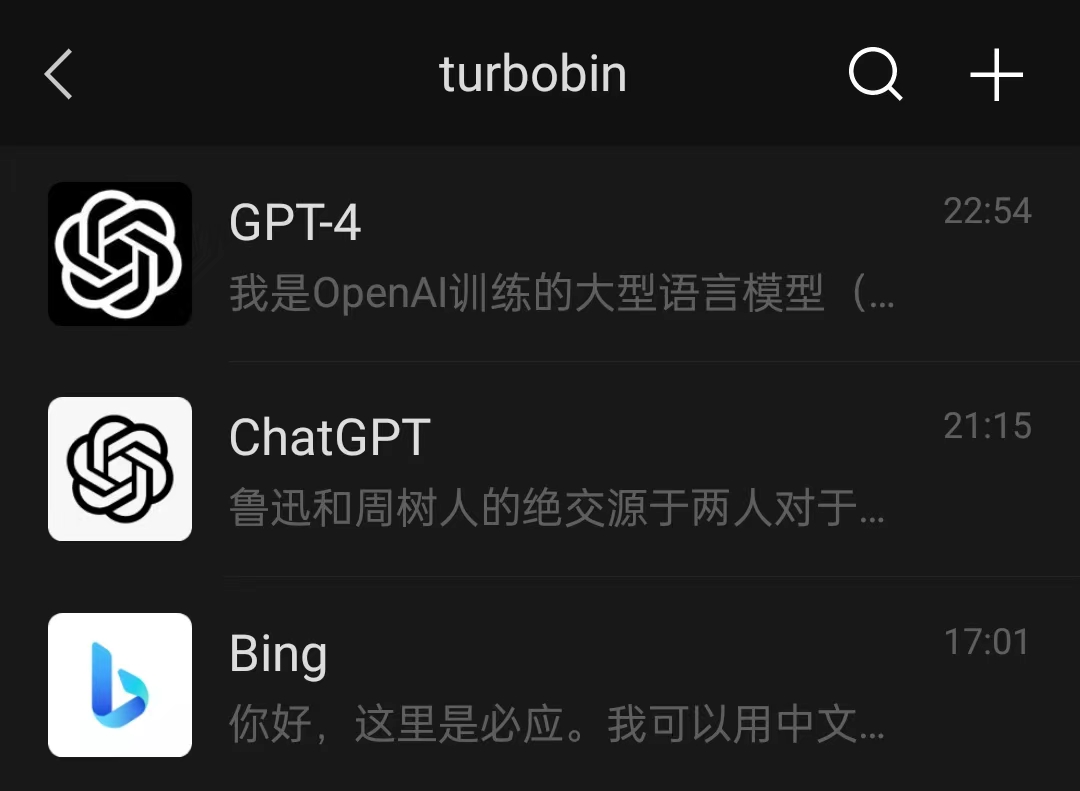 turbobin
GPT-4
22:54
我是OpenAI训练的大型语言模型（...
ChatGPT
21:15
鲁迅和周树人的绝交源于两人对于...
Bing
17:01
你好，这里是必应。我可以用中文...